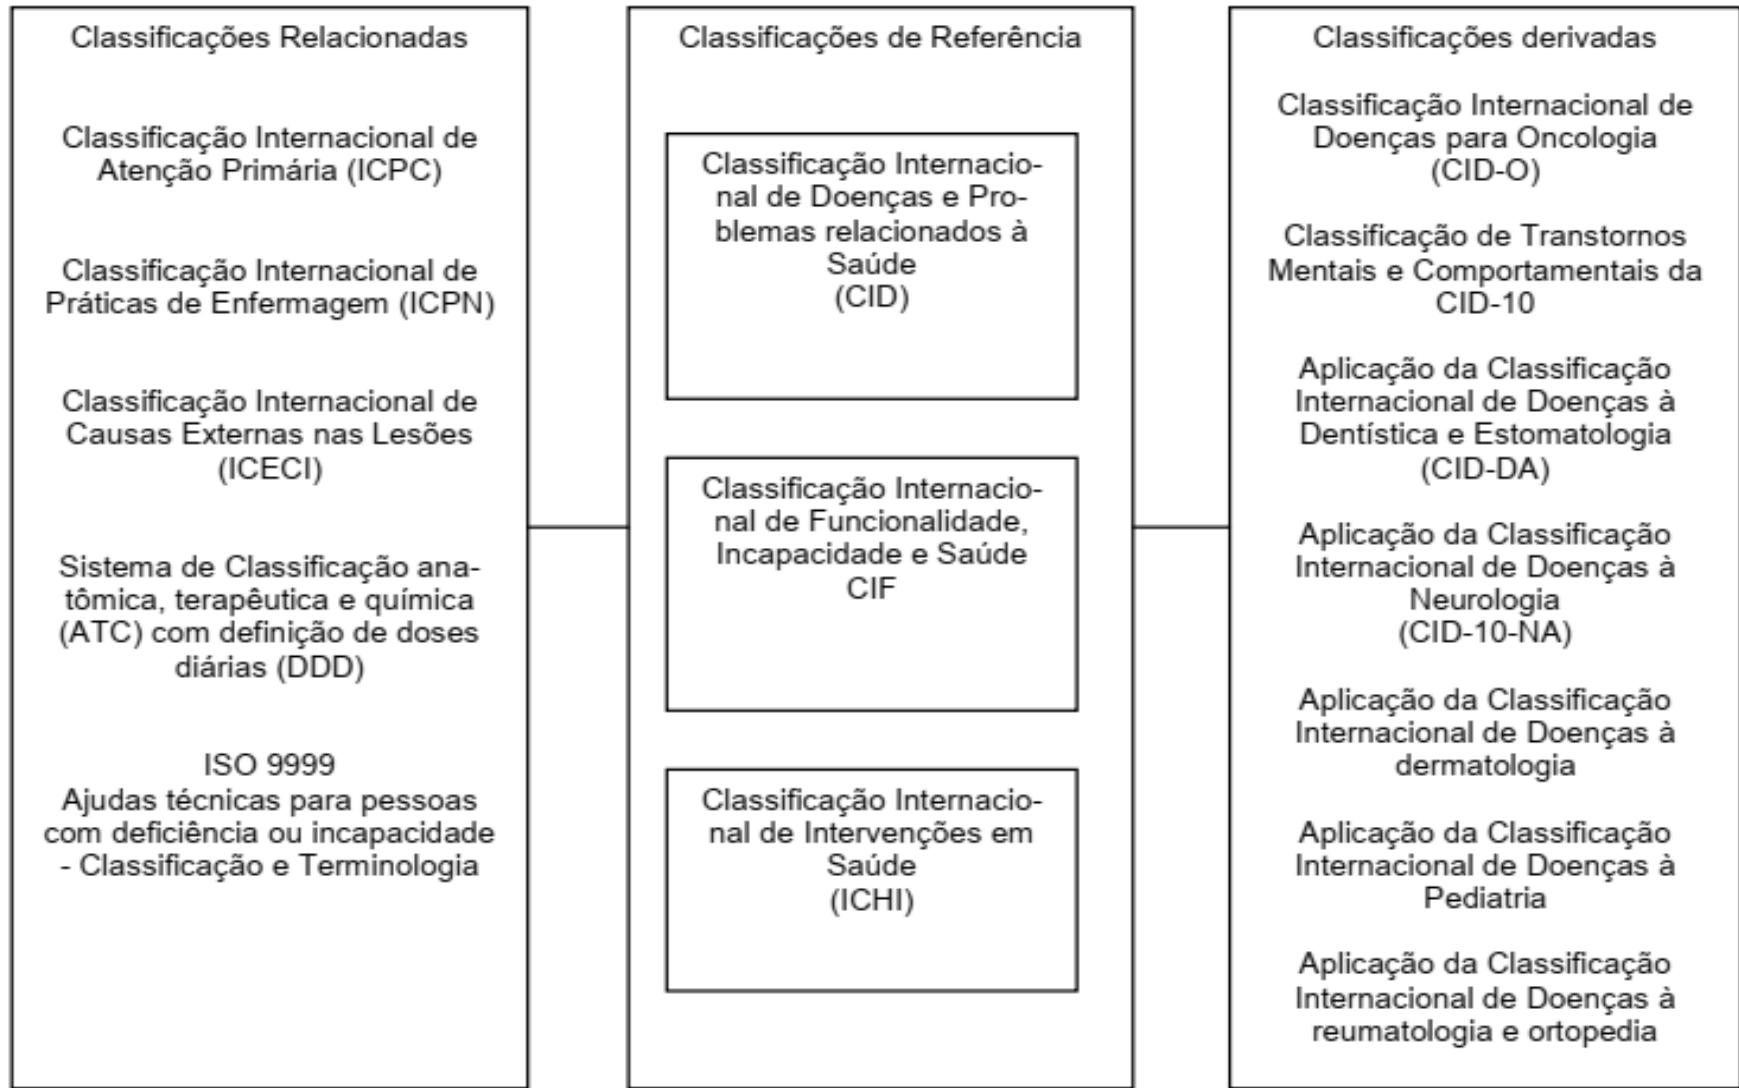 Classificações Relacionadas
Classificação Internacional de
Atenção Primária (ICPC)
Classificação Internacional de
Práticas de Enfermagem (ICPN)
Classificação Internacional de
Causas Externas nas Lesões
(ICECI)
Sistema de Classificação ana-
tômica, terapêutica e química
(ATC) com definição de doses
diárias (DDD)
ISO 9999
Ajudas técnicas para pessoas
com deficiência ou incapacidade
- Classificação e Terminologia
Classificações de Referência
Classificação Internacio-
nal de Doenças e Pro-
blemas relacionados à
Saúde
(CID)
Classificação Internacio-
nal de Funcionalidade,
Incapacidade e Saúde
CIF
Classificação Internacio-
nal de Intervenções em
Saúde
(ICHI)
Classificações derivadas
Classificação Internacional de
Doenças para Oncologia
(CID-O)
Classificação de Transtornos
Mentais e Comportamentais da
CID-10
Aplicação da Classificação
Internacional de Doenças à
Dentística e Estomatologia
(CID-DA)
Aplicação da Classificação
Internacional de Doenças à
Neurologia
(CID-10-NA)
Aplicação da Classificação
Internacional de Doenças à
dermatologia
Aplicação da Classificação
Internacional de Doenças à
Pediatria
Aplicação da Classificação
Internacional de Doenças à
reumatologia e ortopedia